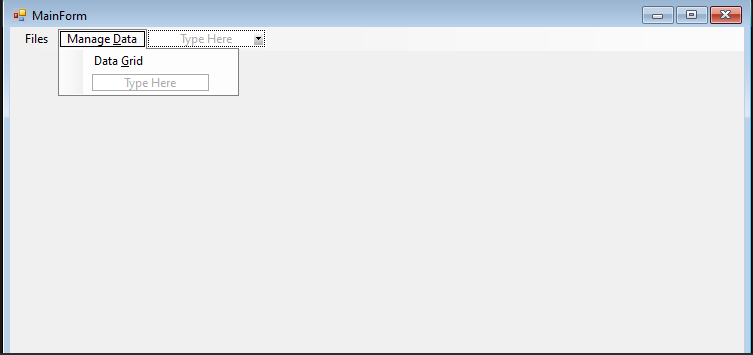 MainForm
Files Manage Data Type Here
Data Grid
Type Here